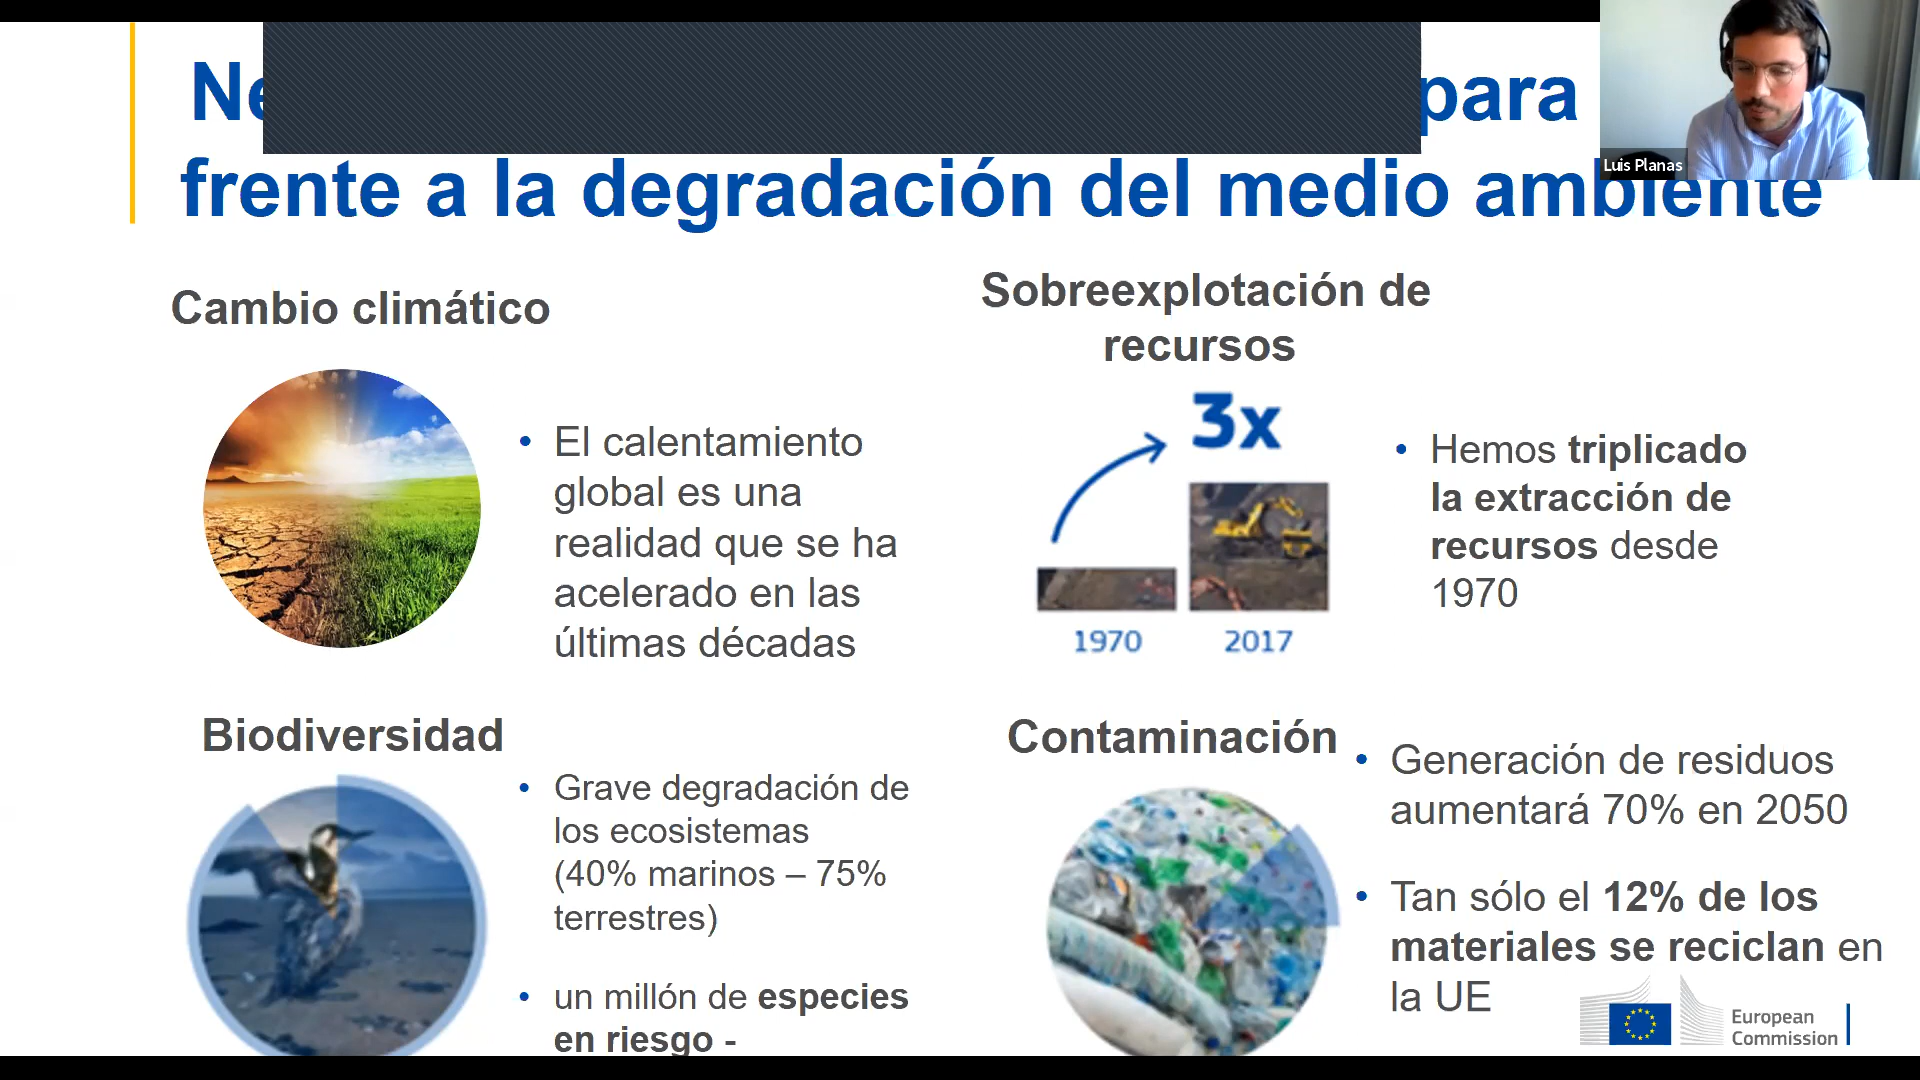 para
frente a la degradación del medio ambiente
Luis Planas
Cambio climático
El calentamiento
global es una
realidad que se ha
acelerado en las
últimas décadas
Sobreexplotación de
recursos
3x
1970 2017
• Hemos triplicado
la extracción de
recursos desde
1970
Biodiversidad
• Grave degradación de
los ecosistemas
(40% marinos – 75%
terrestres)
• un millón de especies
en riesgo -
Contaminación
• Generación de residuos
aumentará 70% en 2050
• Tan sólo el 12% de los
materiales se reciclan en
la UE
European
Commission